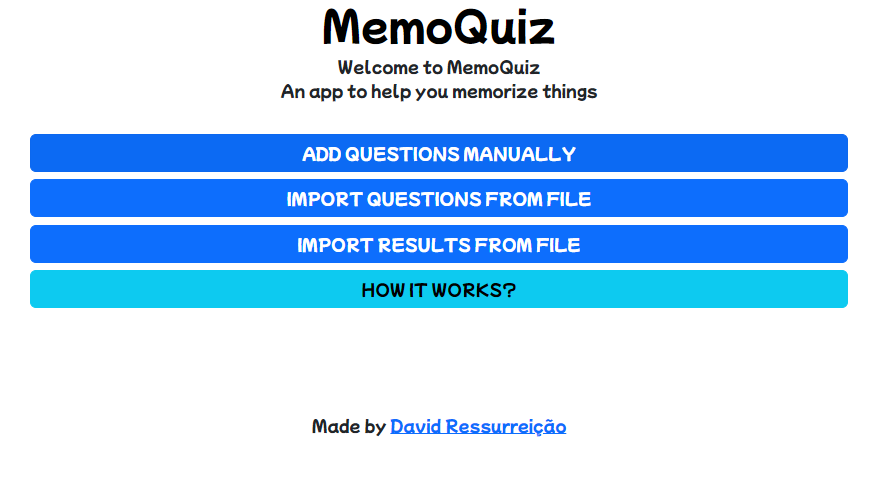 MemoQuiz
Welcome to MemoQuiz
An app to help you memorize things
ADD QUESTIONS MANUALLY
IMPORT QUESTIONS FROM FILE
IMPORT RESULTS FROM FILE
HOW IT WORKS?
Made by David Ressurreição